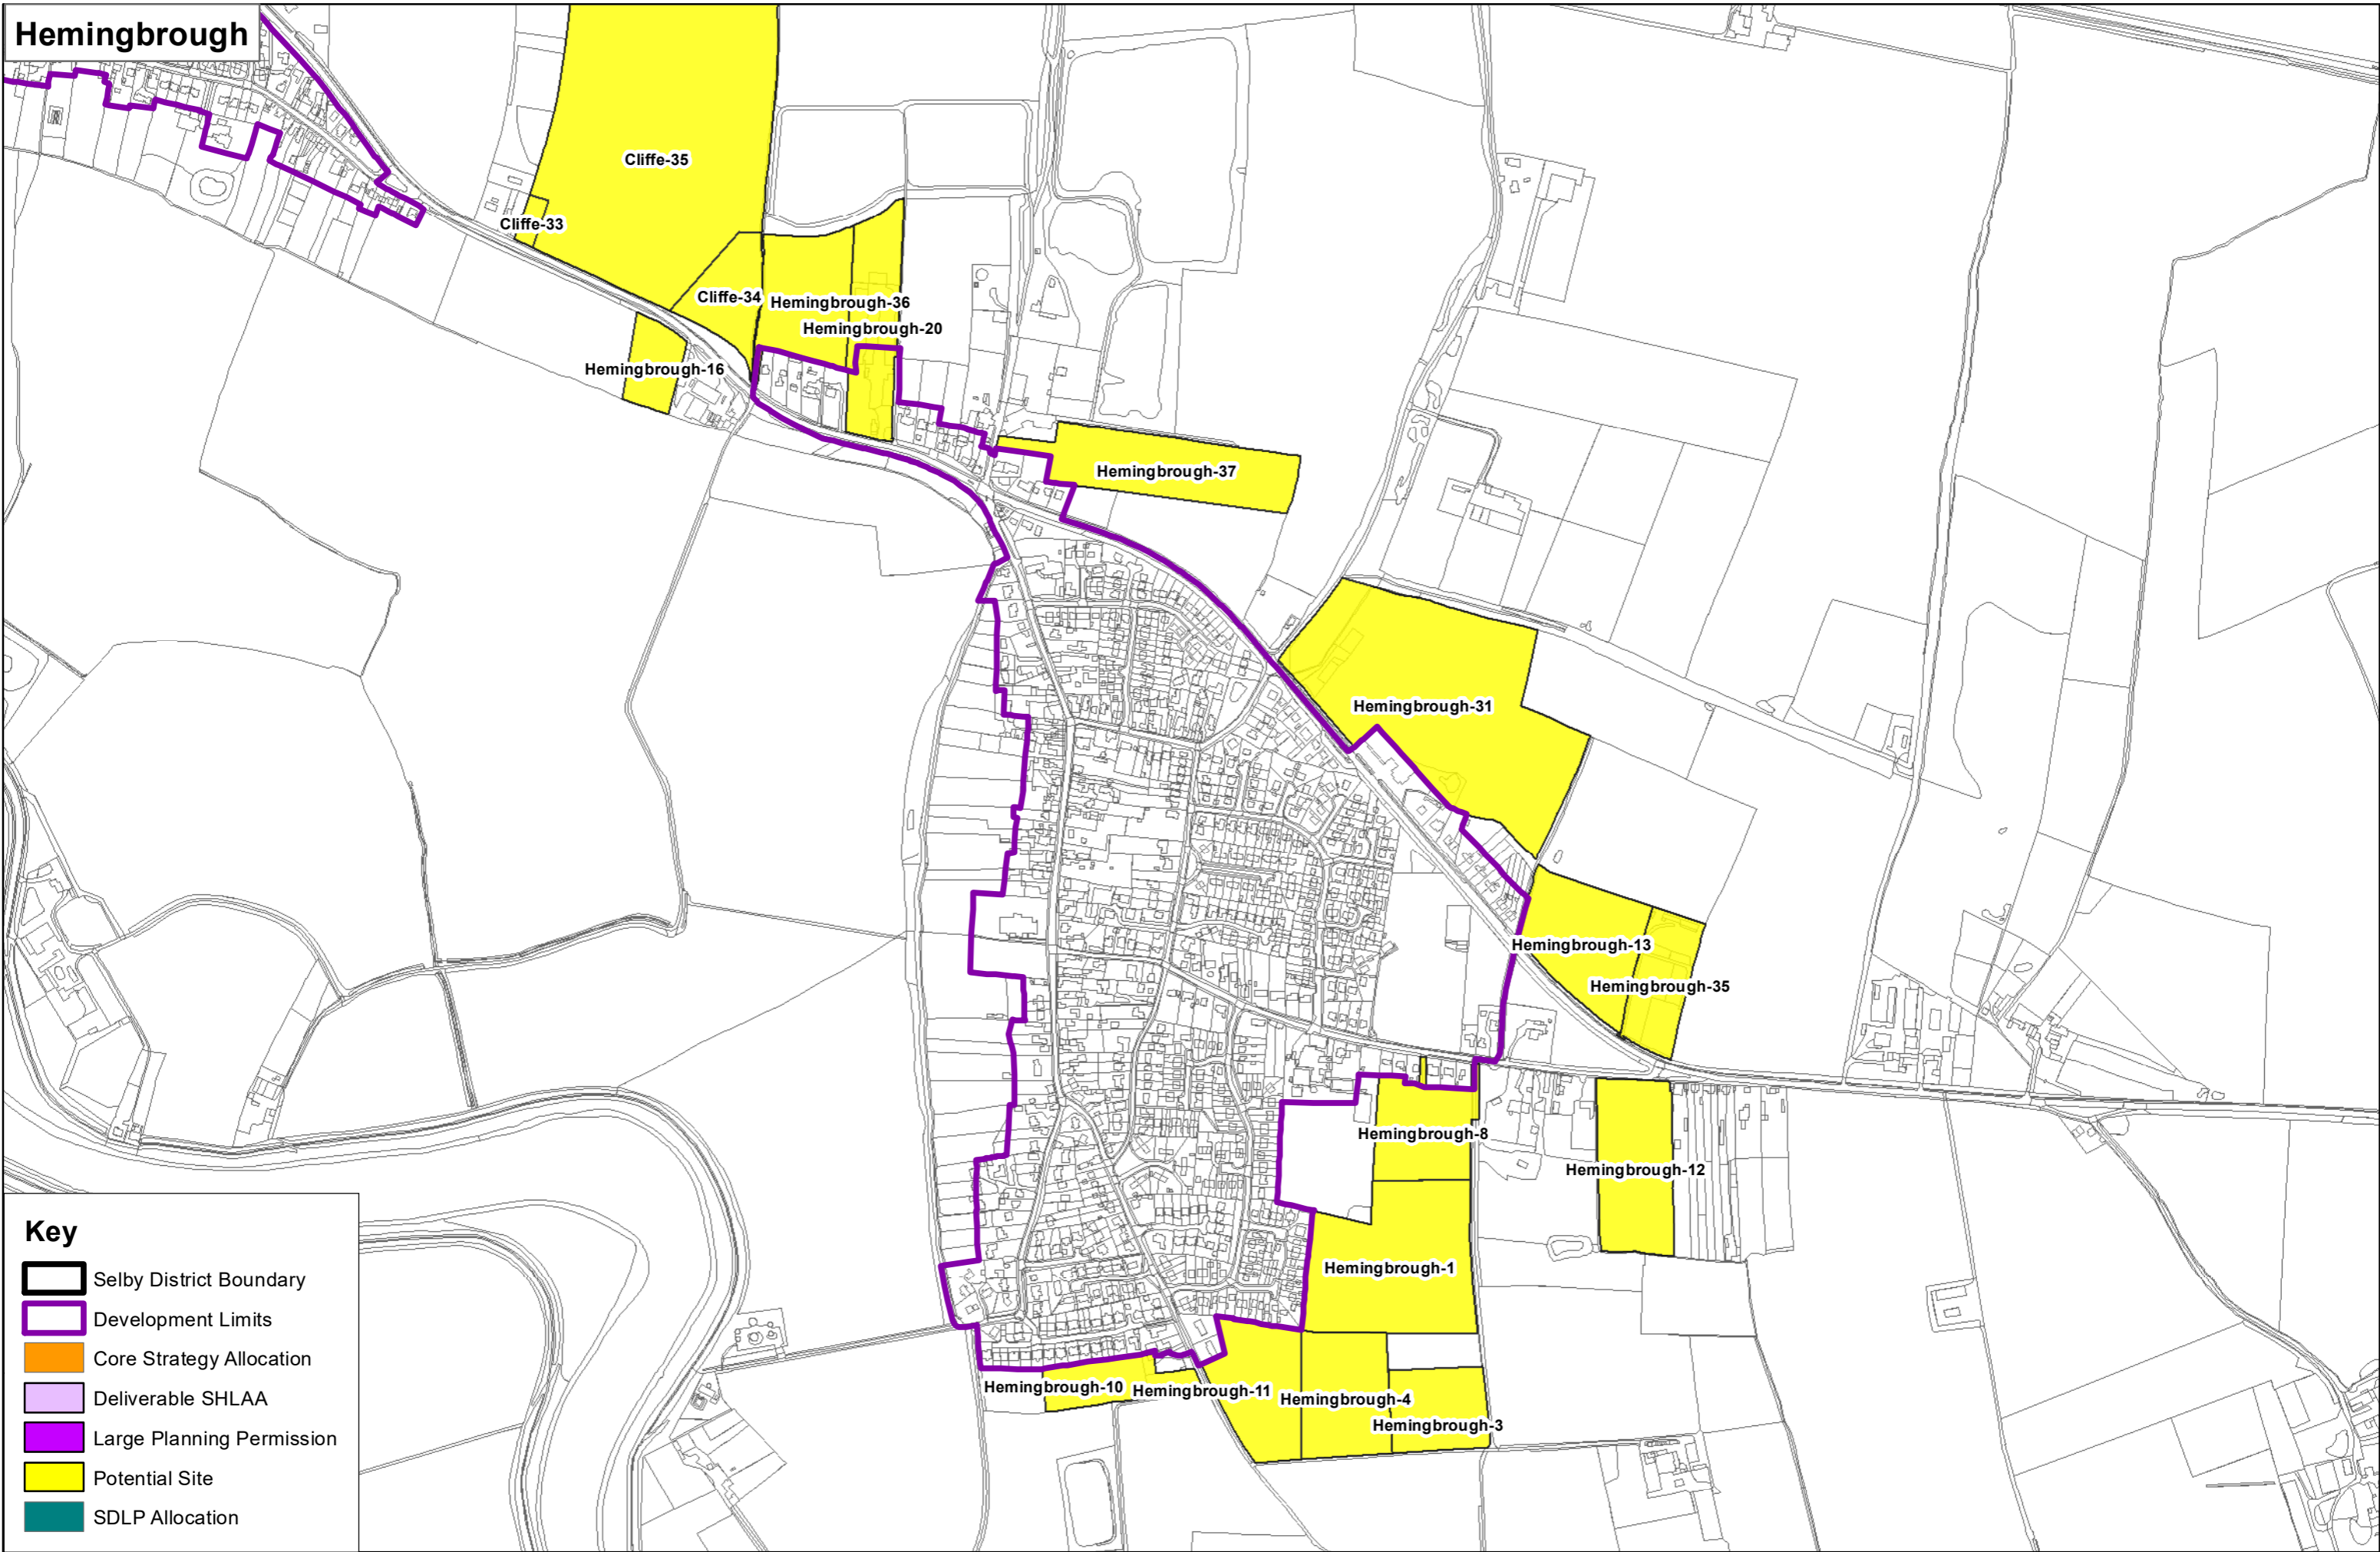 Hemingbrough
Cliffe-35
Cliffe-33
Cliffe-34
Hemingbrough-36
Hemingbrough-20
Hemingbrough-16
Hemingbrough-37
Hemingbrough-31
Hemingbrough-13
Hemingbrough-35
Hemingbrough-8
Hemingbrough-12
Hemingbrough-1
Hemingbrough-10
Hemingbrough-11
Hemingbrough-4
Hemingbrough-3
Key
Selby District Boundary
Development Limits
Core Strategy Allocation
Deliverable SHLAA
Large Planning Permission
Potential Site
SDLP Allocation